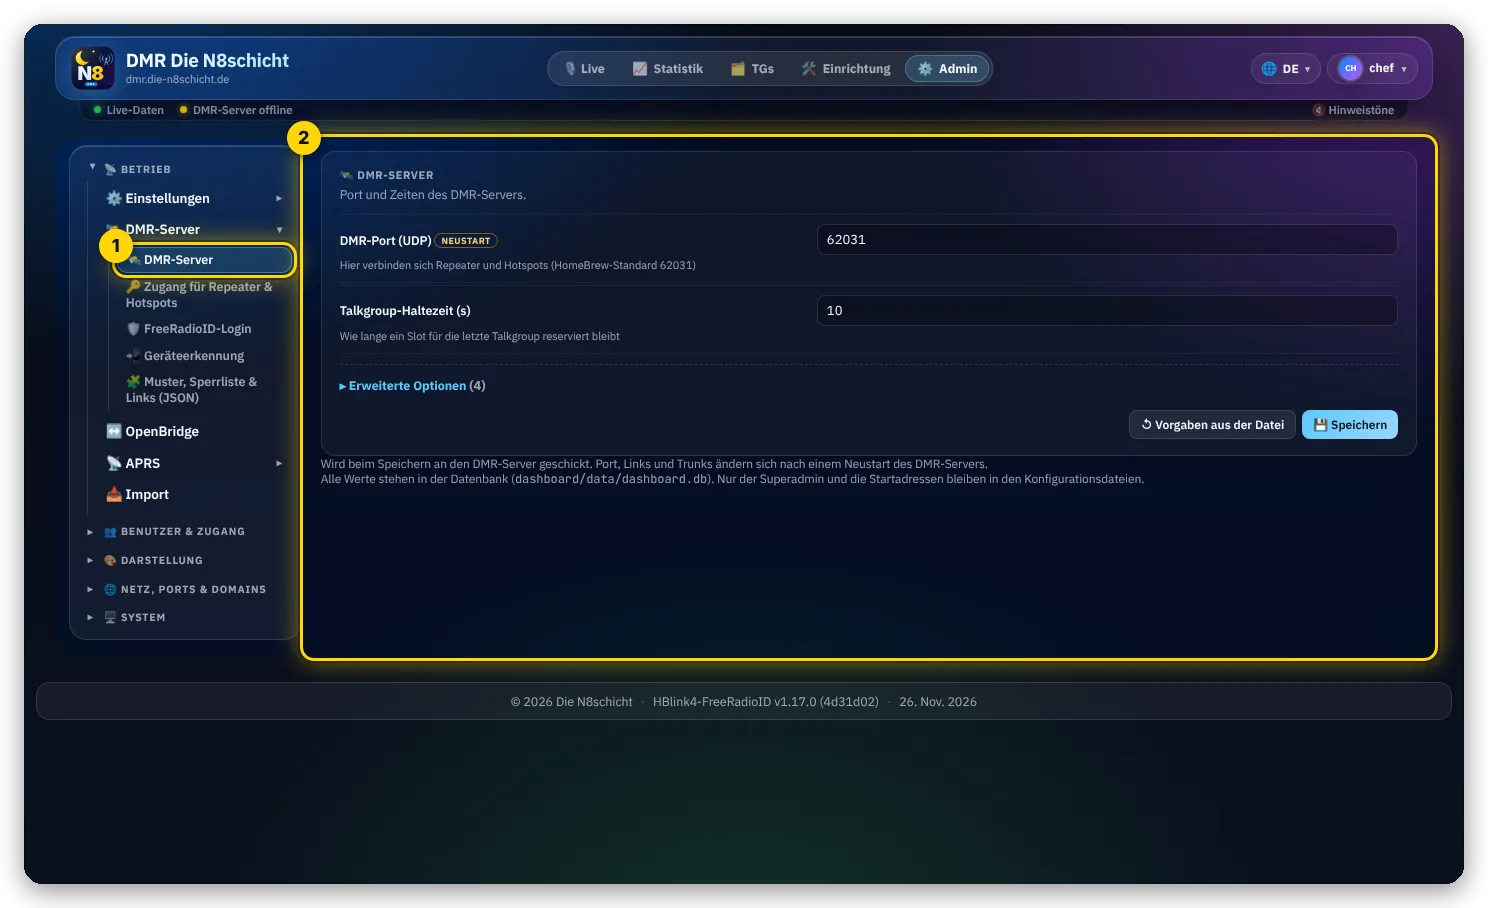 DMR Die N8schicht
dmr.die-n8schicht.de
N8
Live
Statistik
TGs
Einrichtung
Admin
DE
CH
chef
Live-Daten
DMR-Server offline
Hinweistöne
2
BETRIEB
Einstellungen
DMR-Server
1
DMR-Server
Zugang für Repeater &
Hotspots
FreeRadioID-Login
Geräteerkennung
Muster, Sperrliste &
Links (JSON)
OpenBridge
APRS
Import
BENUTZER & ZUGANG
DARSTELLUNG
NETZ, PORTS & DOMAINS
SYSTEM
DMR-SERVER
Port und Zeiten des DMR-Servers.
DMR-Port (UDP) NEUSTART
62031
Hier verbinden sich Repeater und Hotspots (HomeBrew-Standard 62031)
Talkgroup-Haltezeit (s)
10
Wie lange ein Slot für die letzte Talkgroup reserviert bleibt
▸ Erweiterte Optionen (4)
Vorgaben aus der Datei
Speichern
Wird beim Speichern an den DMR-Server geschickt. Port, Links und Trunks ändern sich nach einem Neustart des DMR-Servers.
Alle Werte stehen in der Datenbank (dashboard/data/dashboard.db). Nur der Superadmin und die Startadressen bleiben in den Konfigurationsdateien.
© 2026 Die N8schicht · HBlink4-FreeRadioID v1.17.0 (4d31d02) · 26. Nov. 2026